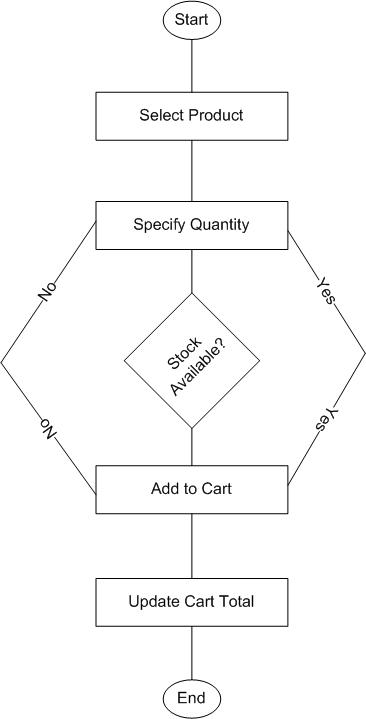 Start
Select Product
Specify Quantity
No
Yes
Stock
Available?
No
Yes
Add to Cart
Update Cart Total
End